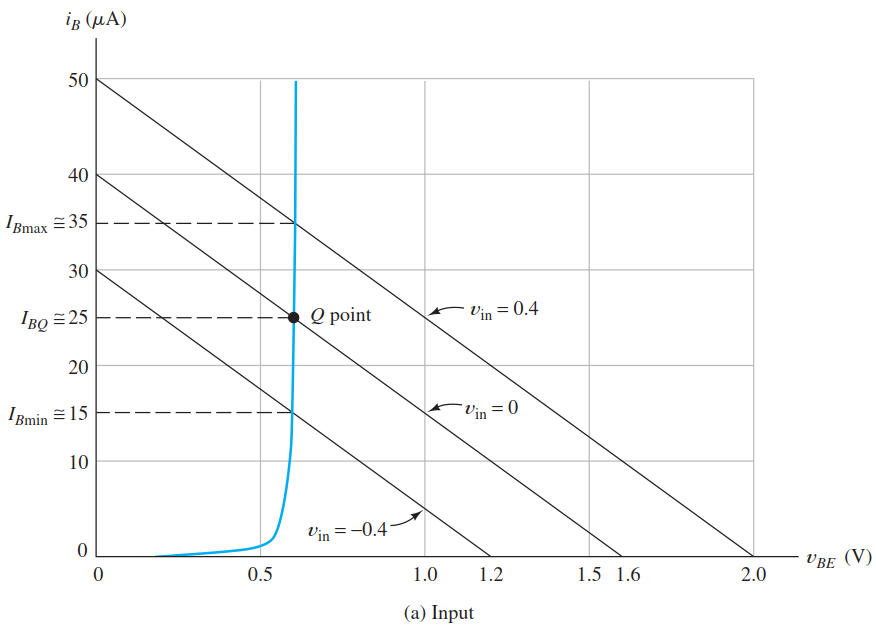 i_B (μA)
50
40
I_Bmax ≅ 35
30
v_in = 0.4
I_BQ ≅ 25
Q point
20
v_in = 0
I_Bmin ≅ 15
10
v_in = −0.4
0
v_BE (V)
0 0.5 1.0 1.2 1.5 1.6 2.0
(a) Input